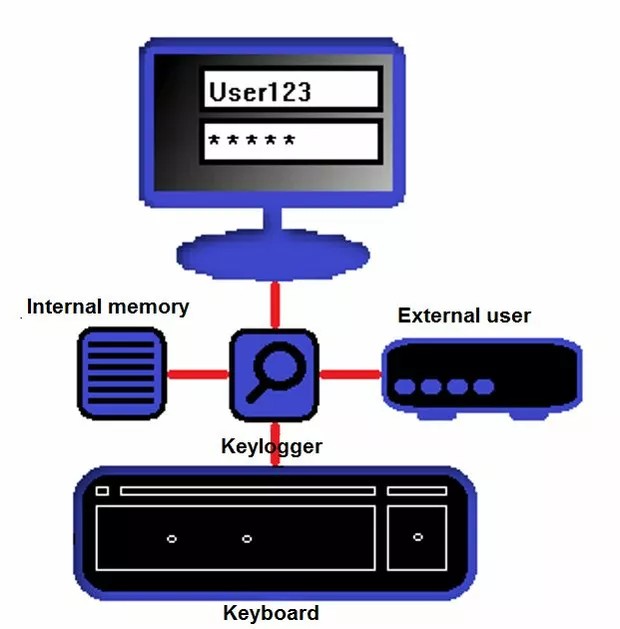 User123
*****
Internal memory
External user
Keylogger
Keyboard